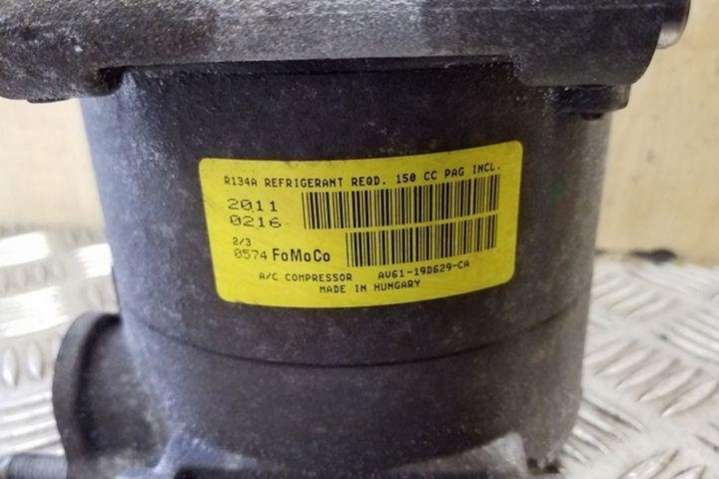 R134A REFRIGERANT REQD. 150 CC PAG INCL.
2011
0216
2/3
0574 FoMoCo
A/C COMPRESSOR AV61-19D629-CA
MADE IN HUNGARY